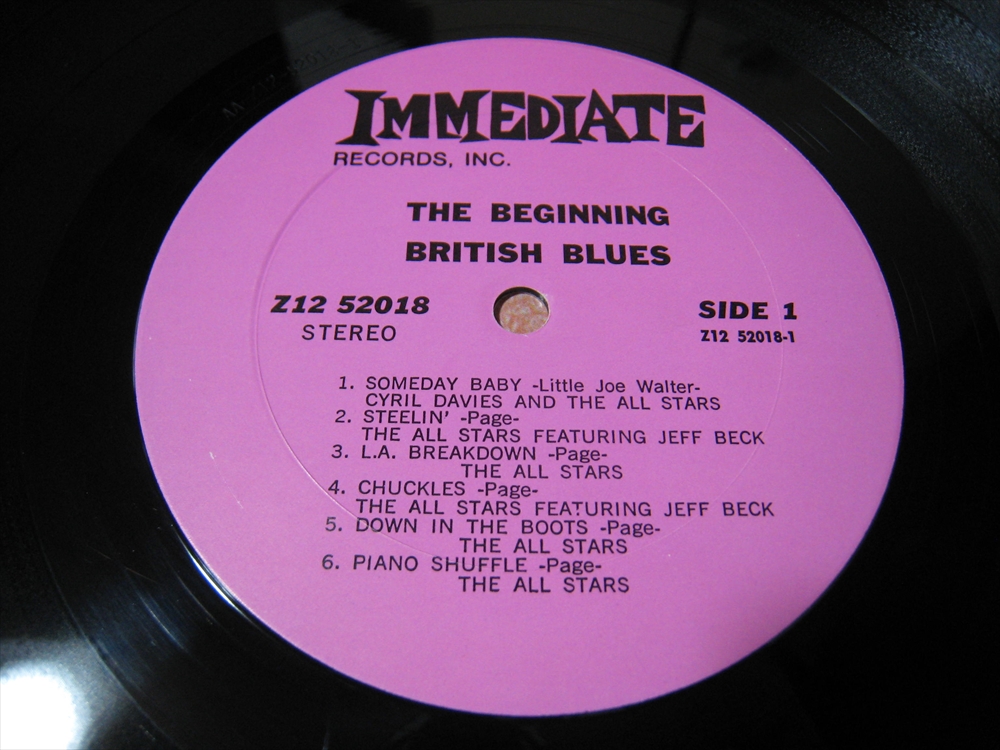 IMMEDIATE
RECORDS, INC.
THE BEGINNING
BRITISH BLUES
Z12 52018
STEREO
SIDE 1
Z12 52018-1
1. SOMEDAY BABY -Little Joe Walter-
CYRIL DAVIES AND THE ALL STARS
2. STEELIN' -Page-
THE ALL STARS FEATURING JEFF BECK
3. L.A. BREAKDOWN -Page-
THE ALL STARS
4. CHUCKLES -Page-
THE ALL STARS FEATURING JEFF BECK
5. DOWN IN THE BOOTS -Page-
THE ALL STARS
6. PIANO SHUFFLE -Page-
THE ALL STARS